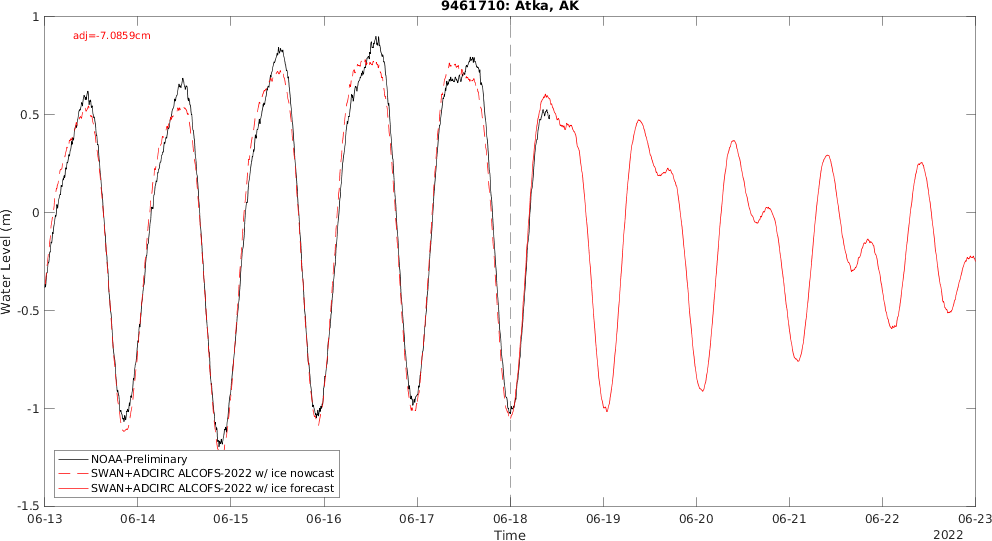 9461710: Atka, AK
adj=-7.0859cm
1
0.5
0
-0.5
-1
-1.5
Water Level (m)
NOAA-Preliminary
SWAN+ADCIRC ALCOFS-2022 w/ ice nowcast
SWAN+ADCIRC ALCOFS-2022 w/ ice forecast
06-13 06-14 06-15 06-16 06-17 06-18 06-19 06-20 06-21 06-22 06-23
Time
2022